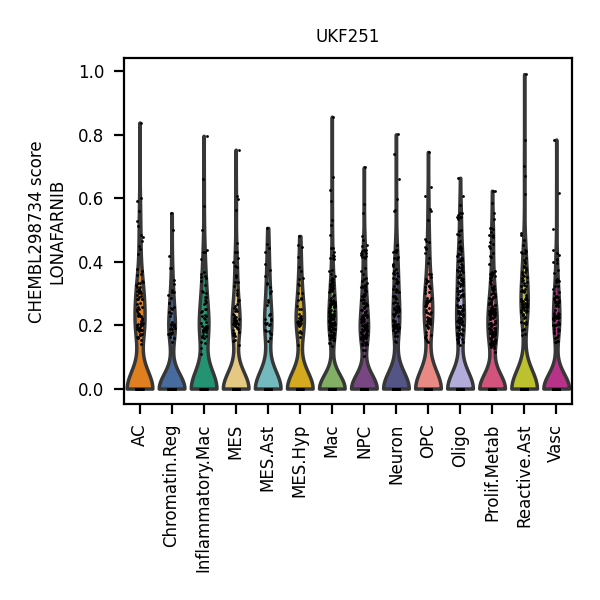 UKF251
CHEMBL298734 score
LONAFARNIB
1.0
0.8
0.6
0.4
0.2
0.0
AC
Chromatin.Reg
Inflammatory.Mac
MES
MES.Ast
MES.Hyp
Mac
NPC
Neuron
OPC
Oligo
Prolif.Metab
Reactive.Ast
Vasc